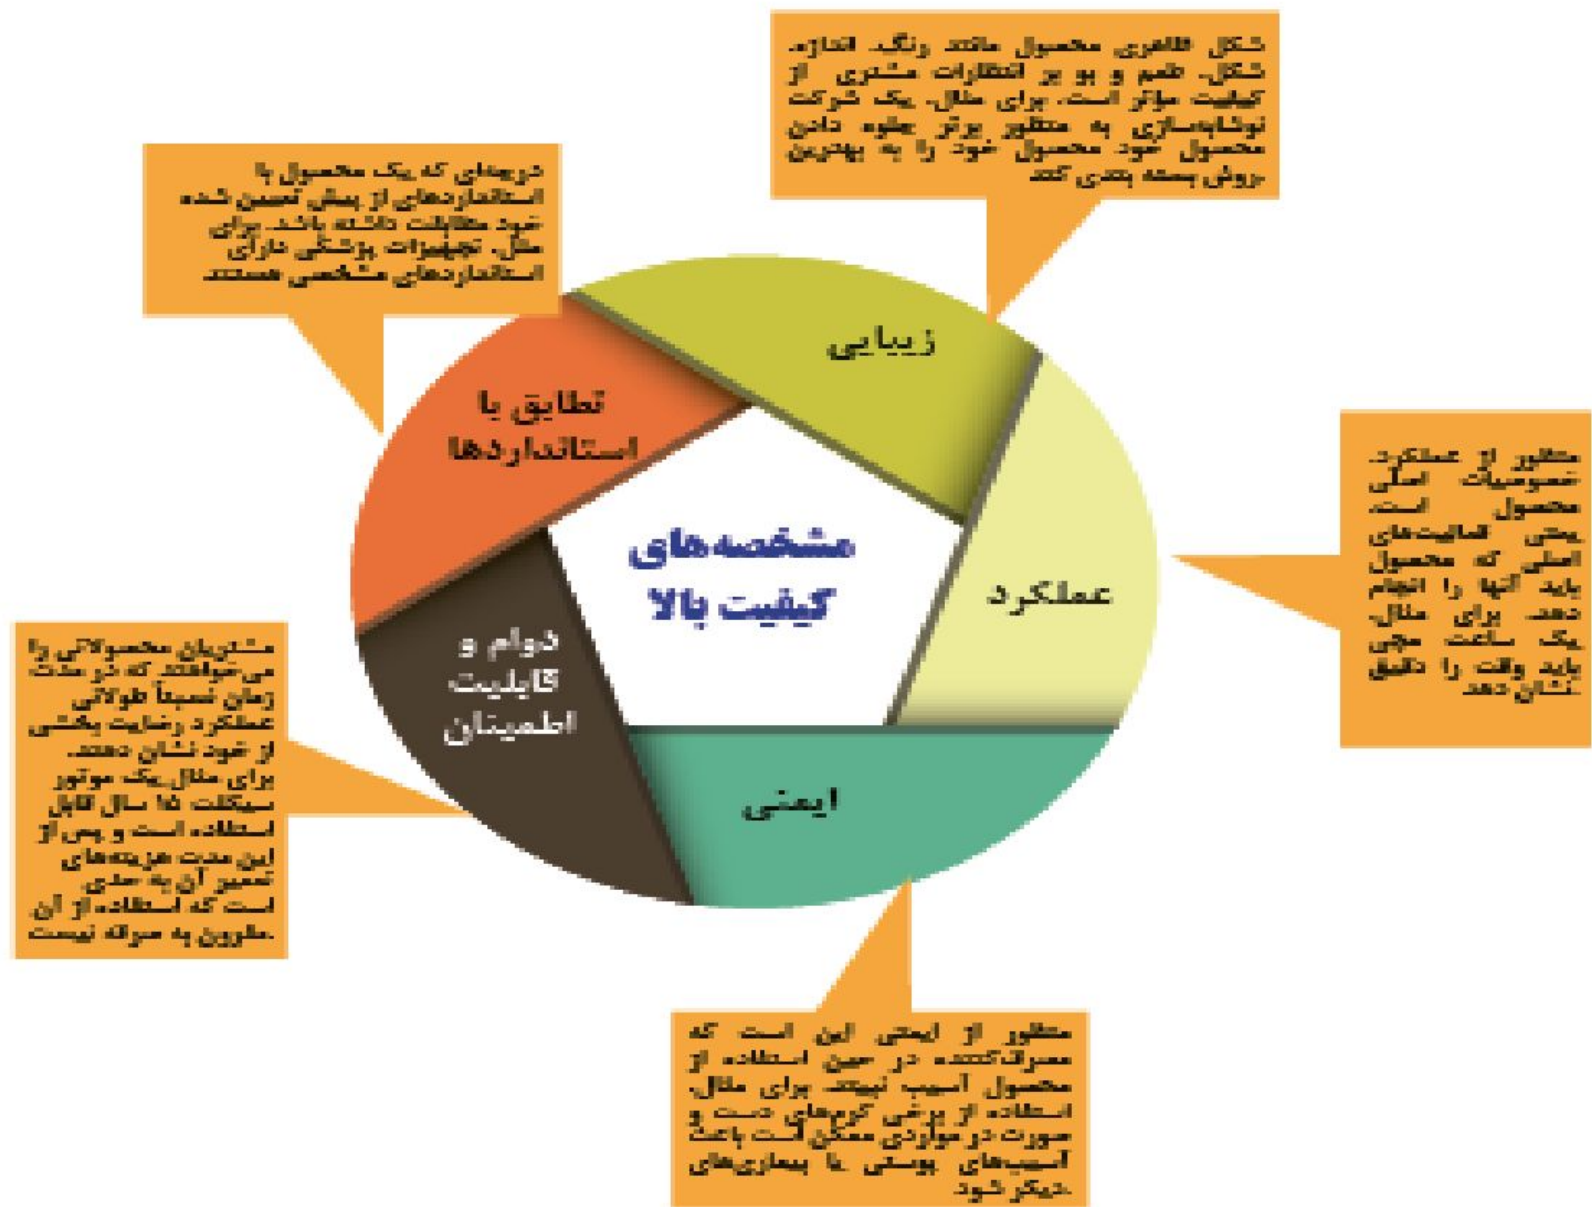 شکل ظاهری محصول مانند رنگ، اندازه،
شکل، طعم و بو بر انتظارات مشتری از
کیفیت مؤثر است. برای مثال، یک شرکت
نوشابه‌سازی به منظور برتر جلوه دادن
محصول خود محصول خود را به بهترین
روش بسته بندی کند.
درجه‌ای که یک محصول با
استانداردهای از پیش تعیین شده
خود مطابقت داشته باشد. برای
مثال، تجهیزات پزشکی دارای
استانداردهای مشخصی هستند.
زیبایی
تطابق با
استانداردها
مشخصه‌های
کیفیت بالا
عملکرد
منظور از عملکرد،
خصوصیات اصلی
محصول است.
یعنی فعالیت‌های
اصلی که محصول
باید آنها را انجام
دهد. برای مثال،
یک ساعت مچی
باید وقت را دقیق
نشان دهد.
دوام و
قابلیت
اطمینان
مشتریان محصولاتی را
می‌خواهند که در مدت
زمان نسبتاً طولانی
عملکرد رضایت بخشی
از خود نشان دهند.
برای مثال یک موتور
سیکلت ۱۵ سال قابل
استفاده است و پس از
این مدت هزینه‌های
تعمیر آن به حدی
است که استفاده از آن
مقرون به صرفه نیست.
ایمنی
منظور از ایمنی این است که
مصرف‌کننده در حین استفاده از
محصول آسیب نبیند. برای مثال،
استفاده از برخی کرم‌های دست و
صورت در مواردی ممکن است باعث
آسیب‌های پوستی یا بیماری‌های
دیگر شود.